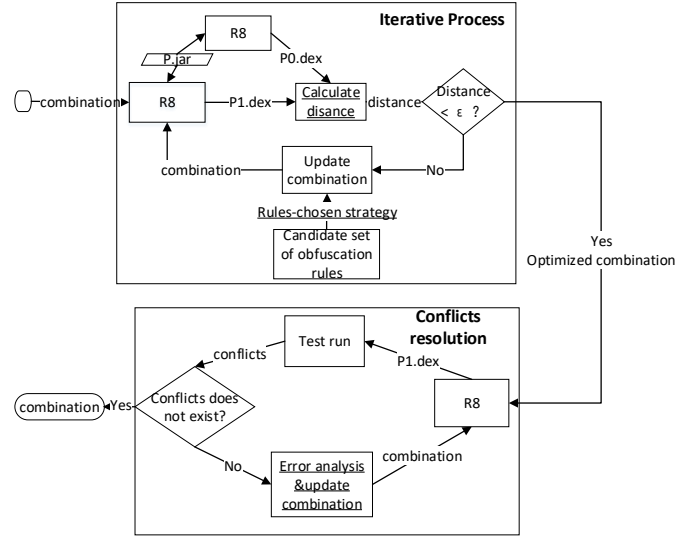 Iterative Process
R8
P.jar
P0.dex
combination
R8
P1.dex
Calculate
disance
distance
Distance
< ε ?
Update
combination
combination
No
Rules-chosen strategy
Candidate set
of obfuscation
rules
Yes
Optimized combination
Conflicts
resolution
Test run
conflicts
P1.dex
R8
Conflicts does
not exist?
combination
Yes
No
Error analysis
&update
combination
combination